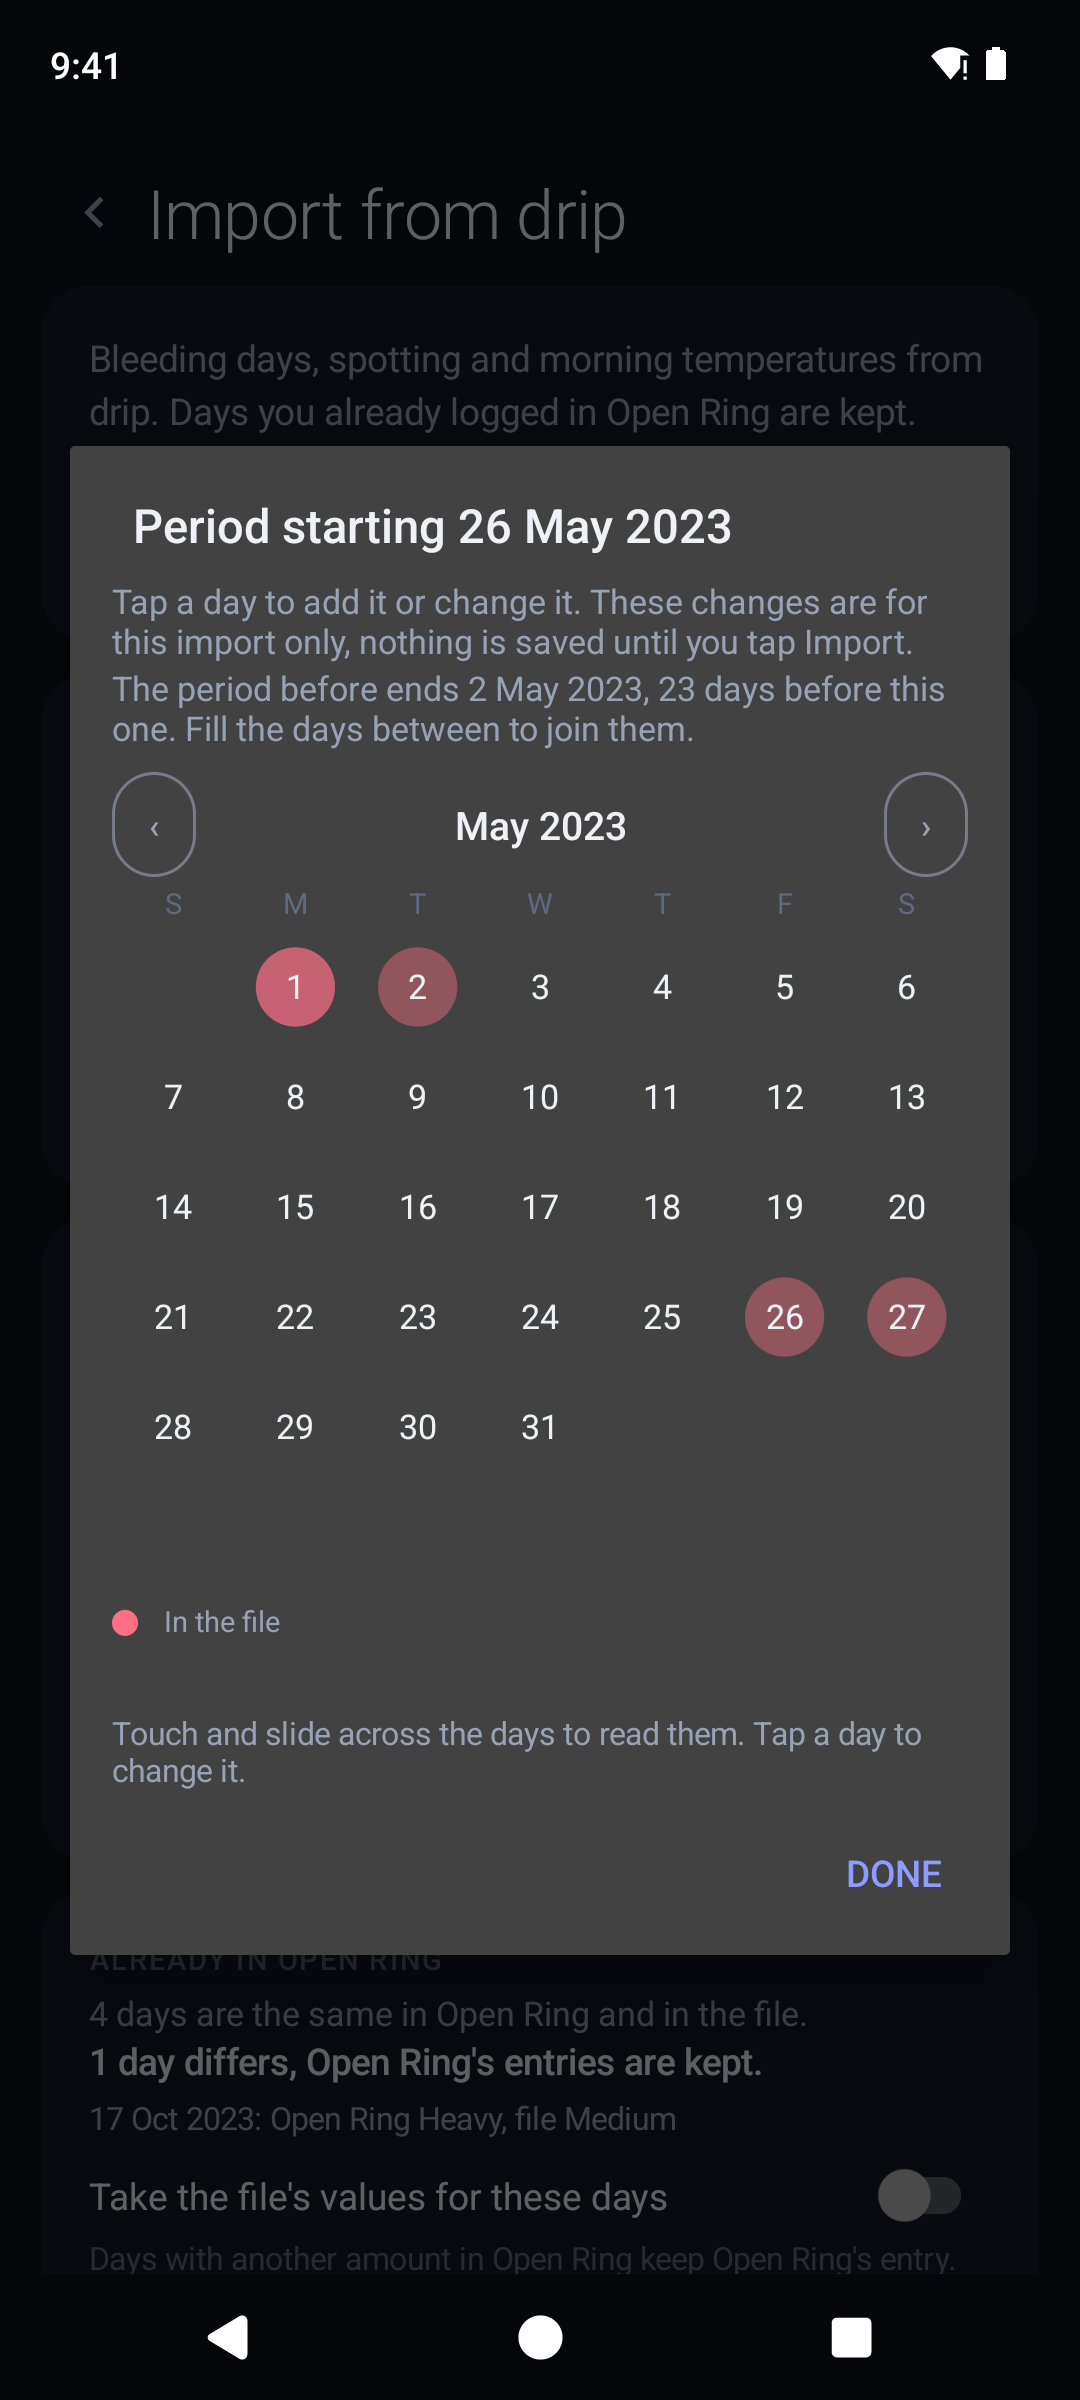 9:41
Import from drip
Bleeding days, spotting and morning temperatures from
drip. Days you already logged in Open Ring are kept.
Period starting 26 May 2023
Tap a day to add it or change it. These changes are for
this import only, nothing is saved until you tap Import.
The period before ends 2 May 2023, 23 days before this
one. Fill the days between to join them.
‹ May 2023 ›
S M T W T F S
1 2 3 4 5 6
7 8 9 10 11 12 13
14 15 16 17 18 19 20
21 22 23 24 25 26 27
28 29 30 31
In the file
Touch and slide across the days to read them. Tap a day to
change it.
DONE
ALREADY IN OPEN RING
4 days are the same in Open Ring and in the file.
1 day differs, Open Ring's entries are kept.
17 Oct 2023: Open Ring Heavy, file Medium
Take the file's values for these days
Days with another amount in Open Ring keep Open Ring's entry.